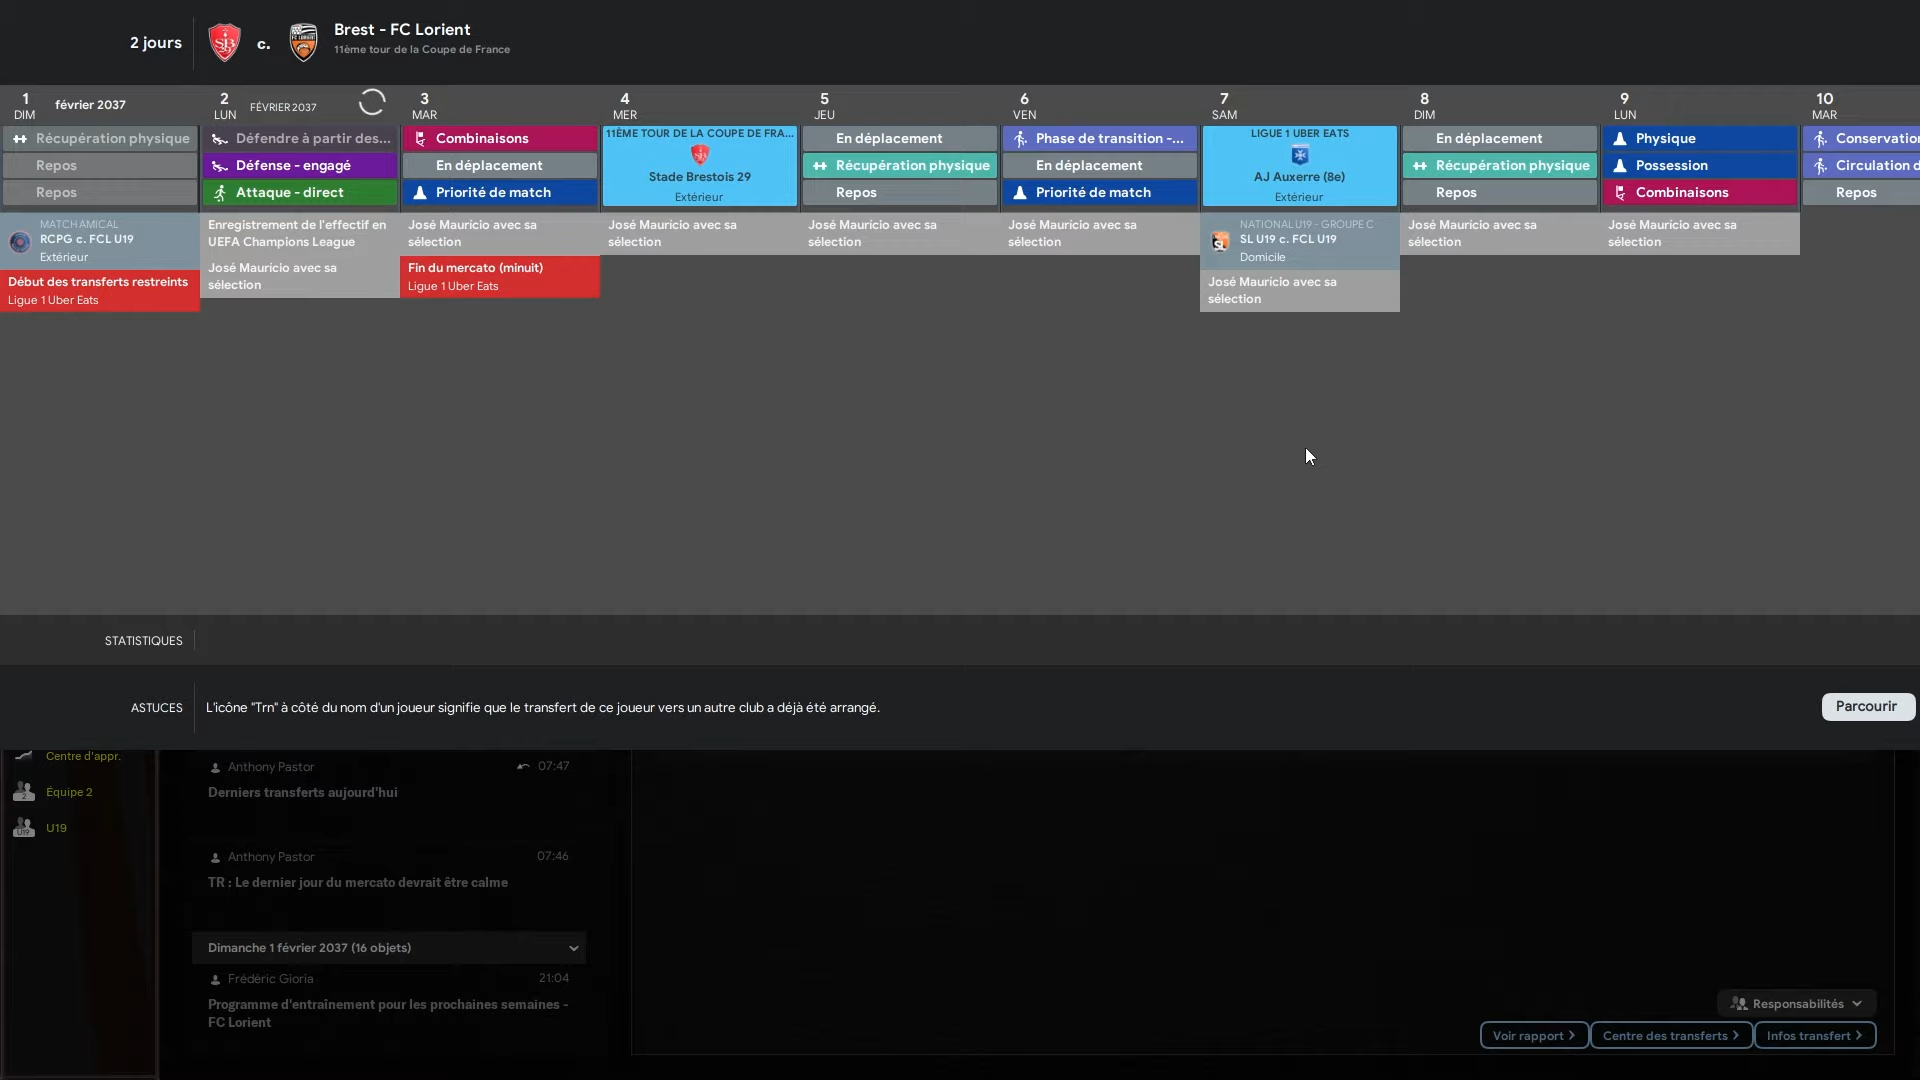 2 jours
c.
Brest - FC Lorient
11ème tour de la Coupe de France
1
DIM
février 2037
2
LUN
FÉVRIER 2037
3
MAR
4
MER
5
JEU
6
VEN
7
SAM
8
DIM
9
LUN
10
MAR
Récupération physique
Repos
Repos
MATCH AMICAL
RCPG c. FCL U19
Extérieur
Début des transferts restreints
Ligue 1 Uber Eats
Défendre à partir des...
Défense - engagé
Attaque - direct
Enregistrement de l'effectif en
UEFA Champions League
José Maurício avec sa
sélection
Combinaisons
En déplacement
Priorité de match
José Maurício avec sa
sélection
Fin du mercato (minuit)
Ligue 1 Uber Eats
11ÈME TOUR DE LA COUPE DE FRA...
Stade Brestois 29
Extérieur
José Maurício avec sa
sélection
En déplacement
Récupération physique
Repos
José Maurício avec sa
sélection
Phase de transition -...
En déplacement
Priorité de match
José Maurício avec sa
sélection
LIGUE 1 UBER EATS
AJ Auxerre (8e)
Extérieur
NATIONAL U19 - GROUPE C
SL U19 c. FCL U19
Domicile
José Maurício avec sa
sélection
En déplacement
Récupération physique
Repos
José Maurício avec sa
sélection
Physique
Possession
Combinaisons
José Maurício avec sa
sélection
Conservation
Circulation d
Repos
STATISTIQUES
ASTUCES
L'icône "Trn" à côté du nom d'un joueur signifie que le transfert de ce joueur vers un autre club a déjà été arrangé.
Parcourir
Centre d'appr.
Équipe 2
U19
Anthony Pastor
07:47
Derniers transferts aujourd'hui
Anthony Pastor
07:46
TR : Le dernier jour du mercato devrait être calme
Dimanche 1 février 2037 (16 objets)
Frédéric Gioria
21:04
Programme d'entraînement pour les prochaines semaines -
FC Lorient
Responsabilités
Voir rapport
Centre des transferts
Infos transfert